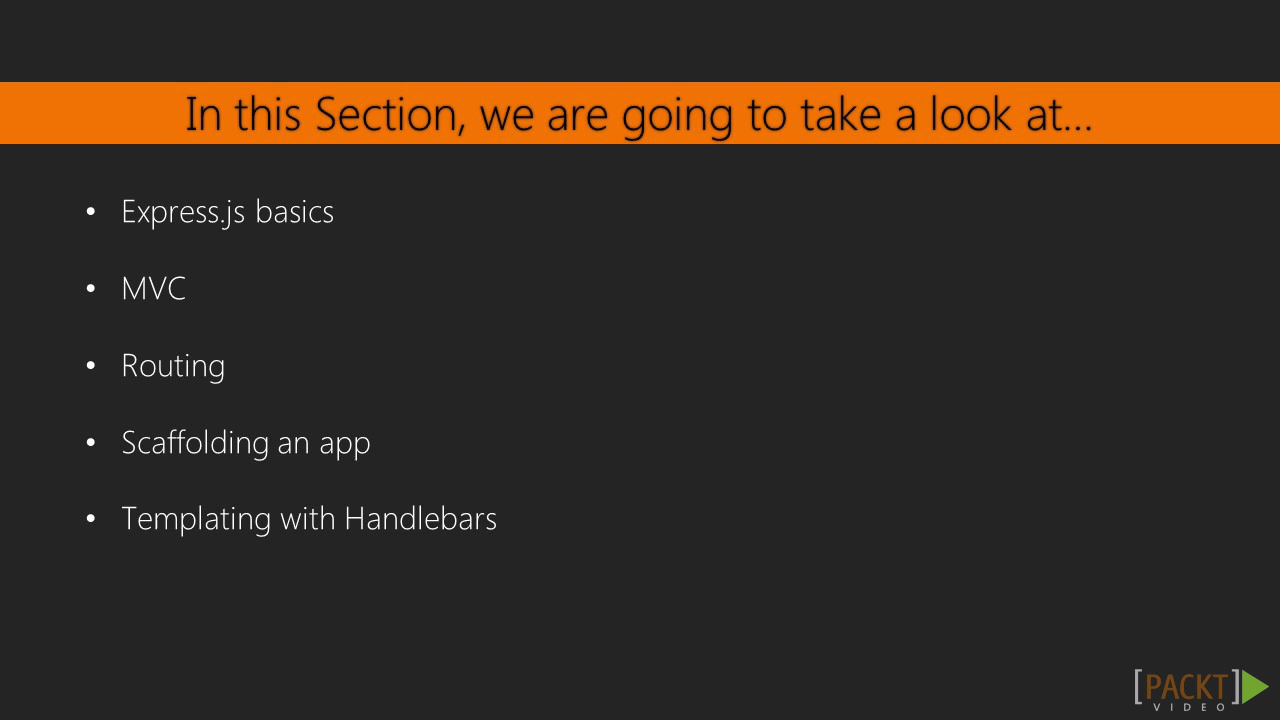 In this Section, we are going to take a look at...
• Express.js basics
• MVC
• Routing
• Scaffolding an app
• Templating with Handlebars
[PACKT]
VIDEO